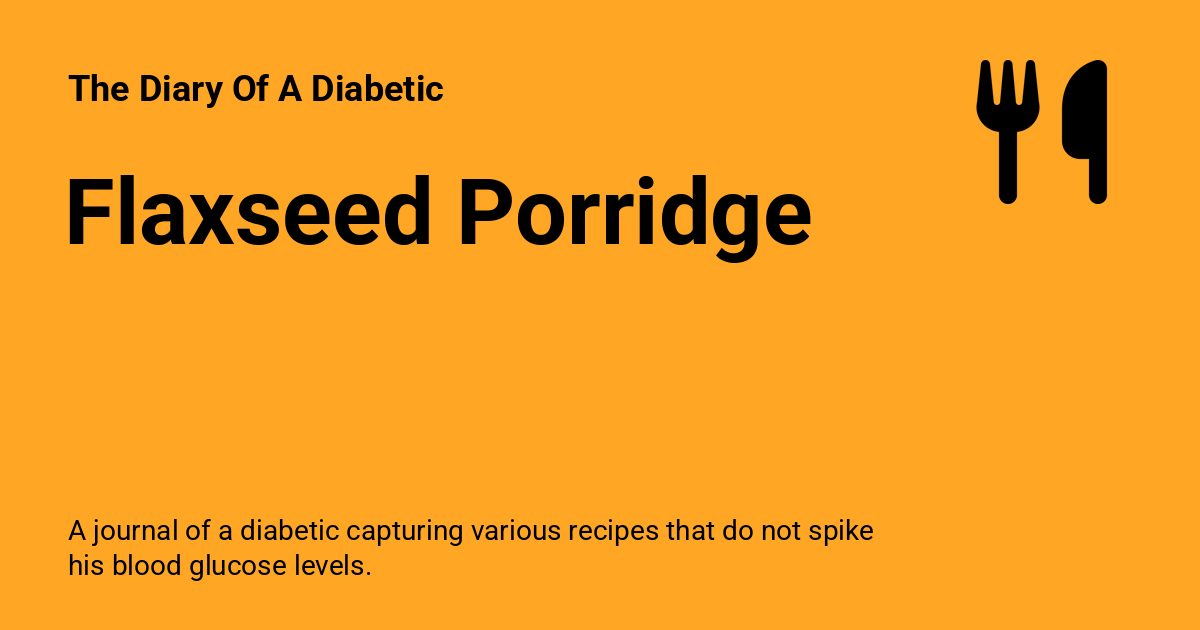 The Diary Of A Diabetic
Flaxseed Porridge
A journal of a diabetic capturing various recipes that do not spike
his blood glucose levels.